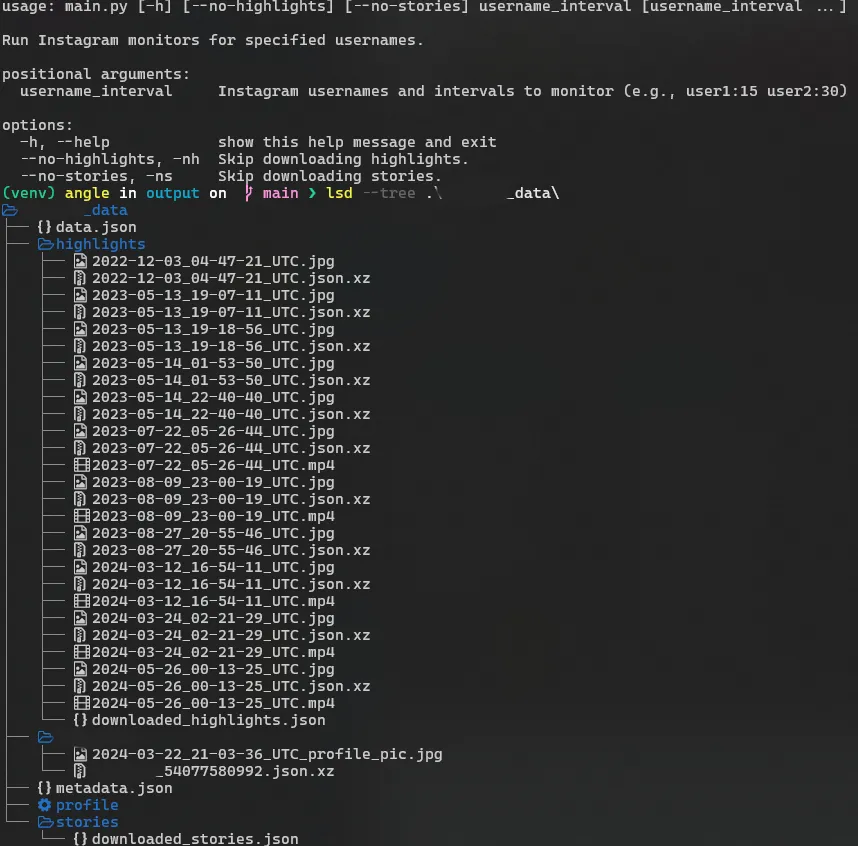 usage: main.py [-h] [--no-highlights] [--no-stories] username_interval [username_interval ...]
Run Instagram monitors for specified usernames.
positional arguments:
username_interval Instagram usernames and intervals to monitor (e.g., user1:15 user2:30)
options:
-h, --help show this help message and exit
--no-highlights, -nh Skip downloading highlights.
--no-stories, -ns Skip downloading stories.
(venv) angle in output on main ❯ lsd --tree .\ _data\
_data
{} data.json
highlights
2022-12-03_04-47-21_UTC.jpg
2022-12-03_04-47-21_UTC.json.xz
2023-05-13_19-07-11_UTC.jpg
2023-05-13_19-07-11_UTC.json.xz
2023-05-13_19-18-56_UTC.jpg
2023-05-13_19-18-56_UTC.json.xz
2023-05-14_01-53-50_UTC.jpg
2023-05-14_01-53-50_UTC.json.xz
2023-05-14_22-40-40_UTC.jpg
2023-05-14_22-40-40_UTC.json.xz
2023-07-22_05-26-44_UTC.jpg
2023-07-22_05-26-44_UTC.json.xz
2023-07-22_05-26-44_UTC.mp4
2023-08-09_23-00-19_UTC.jpg
2023-08-09_23-00-19_UTC.json.xz
2023-08-09_23-00-19_UTC.mp4
2023-08-27_20-55-46_UTC.jpg
2023-08-27_20-55-46_UTC.json.xz
2024-03-12_16-54-11_UTC.jpg
2024-03-12_16-54-11_UTC.json.xz
2024-03-12_16-54-11_UTC.mp4
2024-03-24_02-21-29_UTC.jpg
2024-03-24_02-21-29_UTC.json.xz
2024-03-24_02-21-29_UTC.mp4
2024-05-26_00-13-25_UTC.jpg
2024-05-26_00-13-25_UTC.json.xz
2024-05-26_00-13-25_UTC.mp4
{} downloaded_highlights.json
2024-03-22_21-03-36_UTC_profile_pic.jpg
_54077580992.json.xz
{} metadata.json
profile
stories
{} downloaded_stories.json